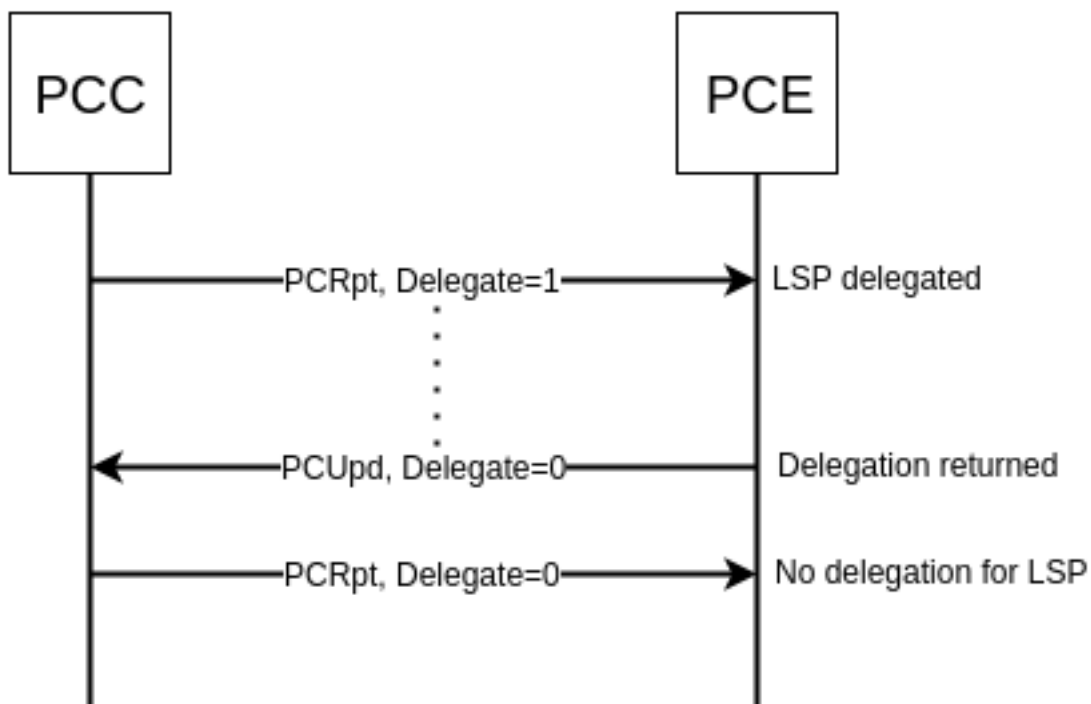 PCC
PCE
PCRpt, Delegate=1
LSP delegated
PCUpd, Delegate=0
Delegation returned
PCRpt, Delegate=0
No delegation for LSP